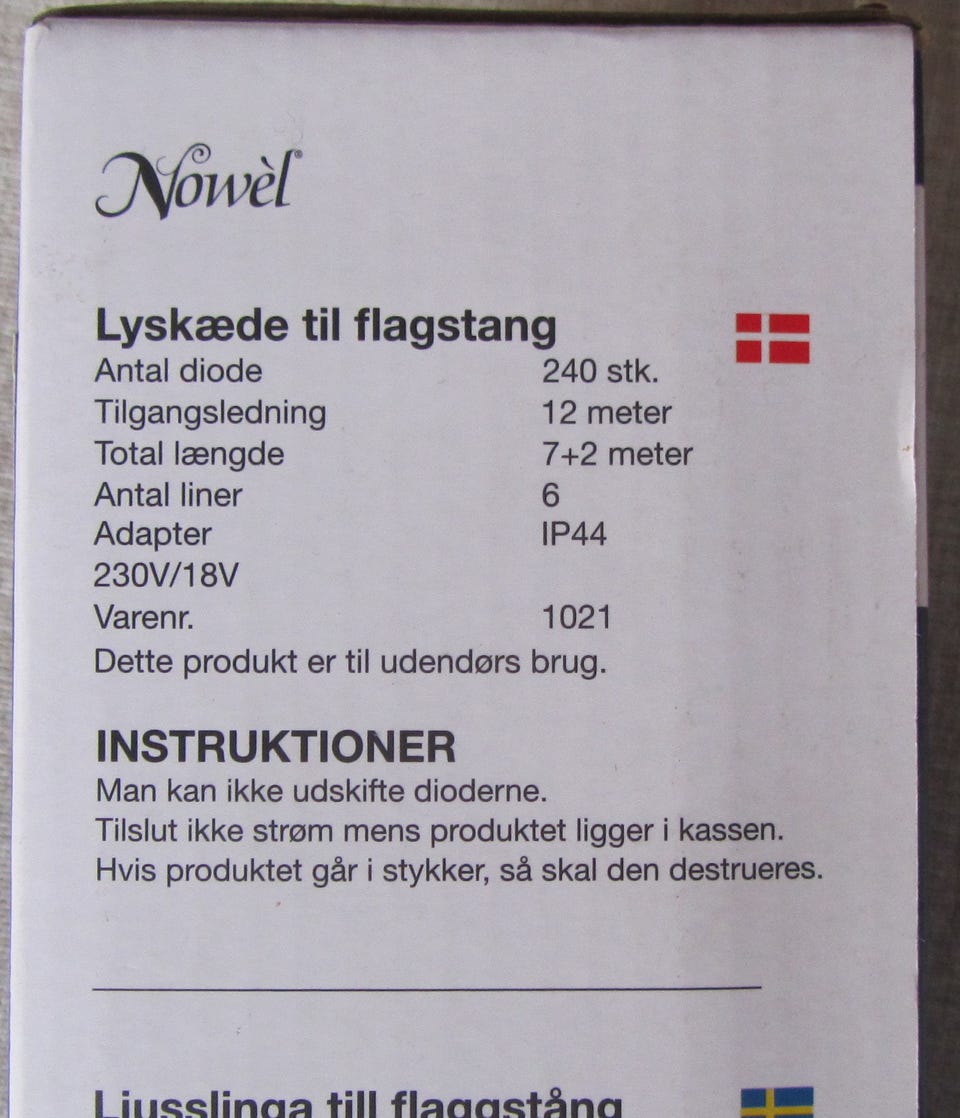 Nowèl®
Lyskæde til flagstang
Antal diode 240 stk.
Tilgangsledning 12 meter
Total længde 7+2 meter
Antal liner 6
Adapter IP44
230V/18V
Varenr. 1021
Dette produkt er til udendørs brug.
INSTRUKTIONER
Man kan ikke udskifte dioderne.
Tilslut ikke strøm mens produktet ligger i kassen.
Hvis produktet går i stykker, så skal den destrueres.
Ljusslinga till flaggstång